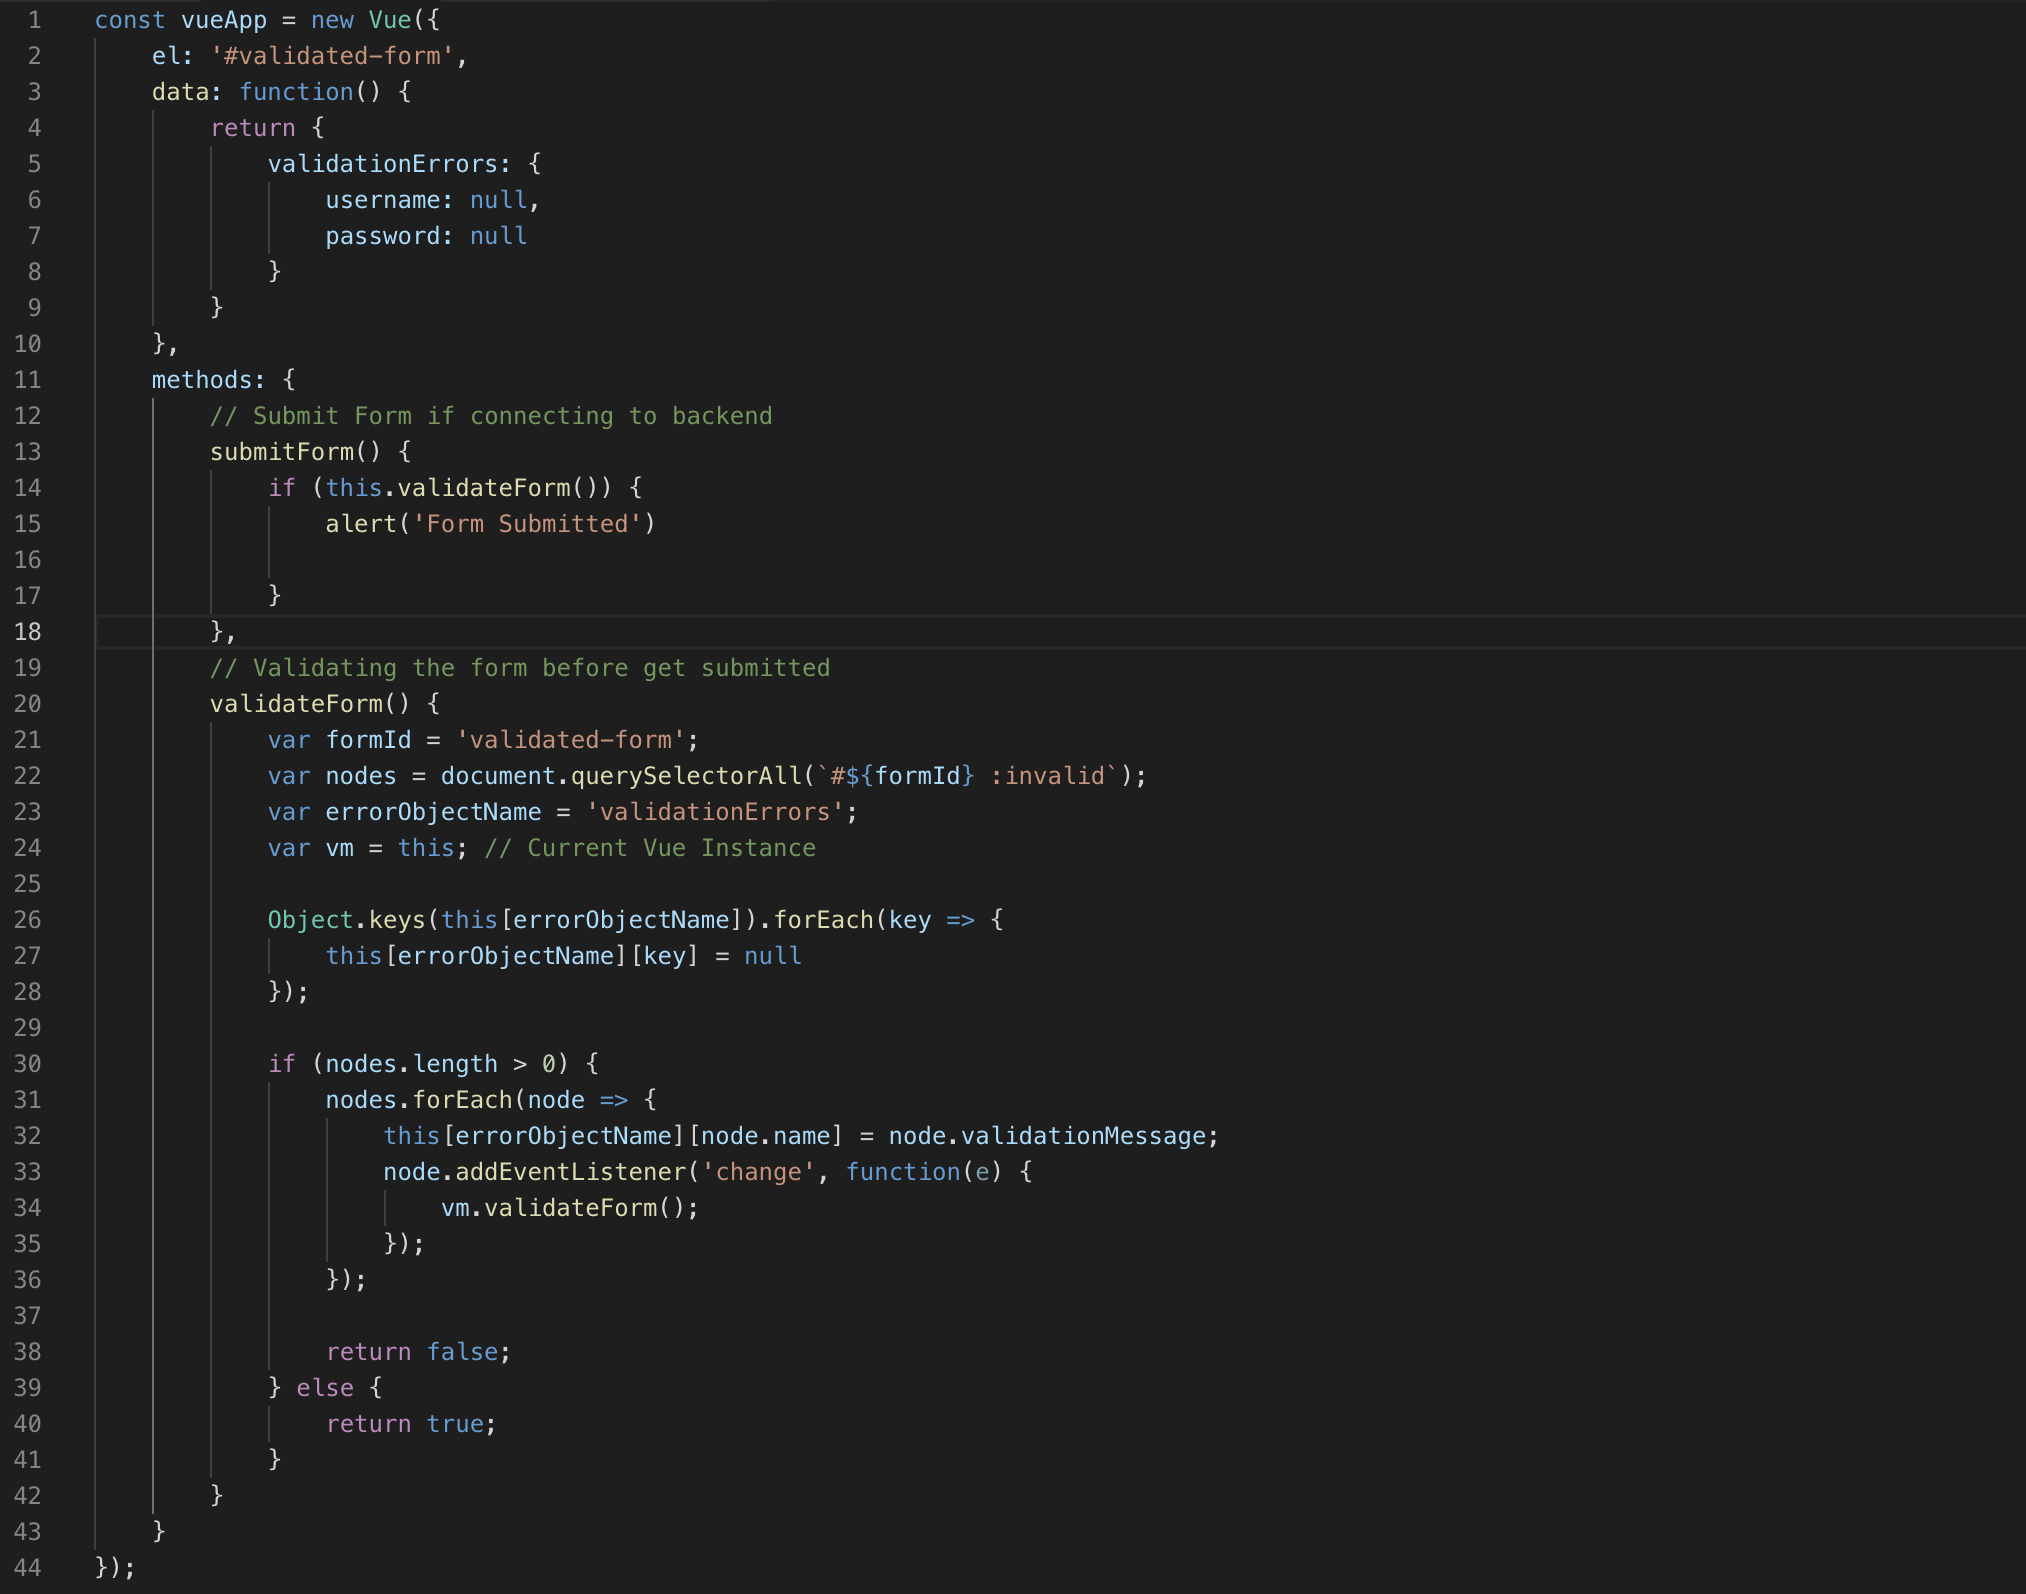 1 const vueApp = new Vue({
2     el: '#validated-form',
3     data: function() {
4         return {
5             validationErrors: {
6                 username: null,
7                 password: null
8             }
9         }
10     },
11     methods: {
12         // Submit Form if connecting to backend
13         submitForm() {
14             if (this.validateForm()) {
15                 alert('Form Submitted')
16
17             }
18         },
19         // Validating the form before get submitted
20         validateForm() {
21             var formId = 'validated-form';
22             var nodes = document.querySelectorAll(`#${formId} :invalid`);
23             var errorObjectName = 'validationErrors';
24             var vm = this; // Current Vue Instance
25
26             Object.keys(this[errorObjectName]).forEach(key => {
27                 this[errorObjectName][key] = null
28             });
29
30             if (nodes.length > 0) {
31                 nodes.forEach(node => {
32                     this[errorObjectName][node.name] = node.validationMessage;
33                     node.addEventListener('change', function(e) {
34                         vm.validateForm();
35                     });
36                 });
37
38                 return false;
39             } else {
40                 return true;
41             }
42         }
43     }
44 });